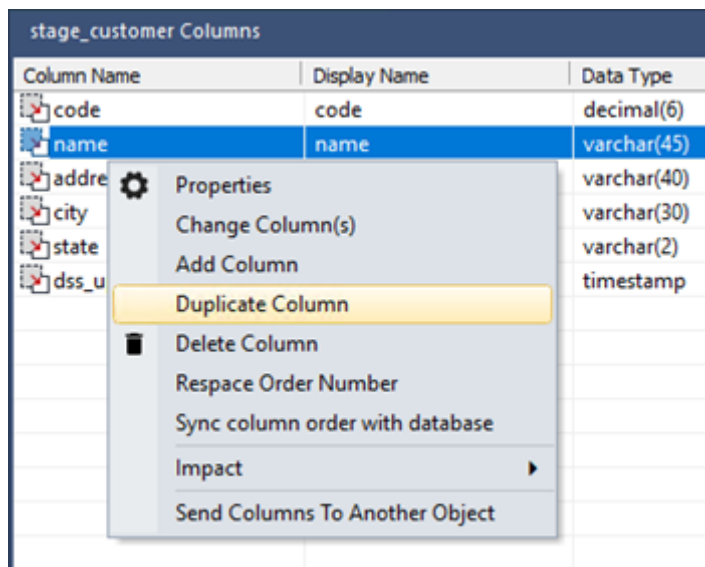 stage_customer Columns
Column Name Display Name Data Type
code code decimal(6)
name name varchar(45)
addre varchar(40)
city varchar(30)
state varchar(2)
dss_u timestamp
Properties
Change Column(s)
Add Column
Duplicate Column
Delete Column
Respace Order Number
Sync column order with database
Impact
Send Columns To Another Object